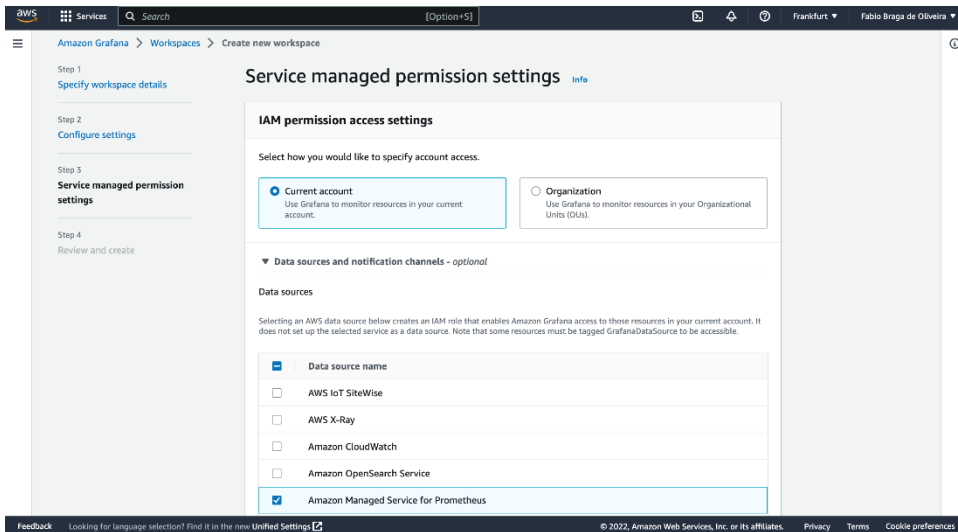 aws
Services
Search
[Option+S]
Frankfurt
Fabio Braga de Oliveira
Amazon Grafana > Workspaces > Create new workspace
Step 1
Specify workspace details
Step 2
Configure settings
Step 3
Service managed permission
settings
Step 4
Review and create
Service managed permission settings Info
IAM permission access settings
Select how you would like to specify account access.
Current account
Use Grafana to monitor resources in your current
account.
Organization
Use Grafana to monitor resources in your Organizational
Units (OUs).
Data sources and notification channels - optional
Data sources
Selecting an AWS data source below creates an IAM role that enables Amazon Grafana access to those resources in your current account. It
does not set up the selected service as a data source. Note that some resources must be tagged GrafanaDataSource to be accessible.
Data source name
AWS IoT SiteWise
AWS X-Ray
Amazon CloudWatch
Amazon OpenSearch Service
Amazon Managed Service for Prometheus
Feedback
Looking for language selection? Find it in the new Unified Settings
© 2022, Amazon Web Services, Inc. or its affiliates.
Privacy
Terms
Cookie preferences